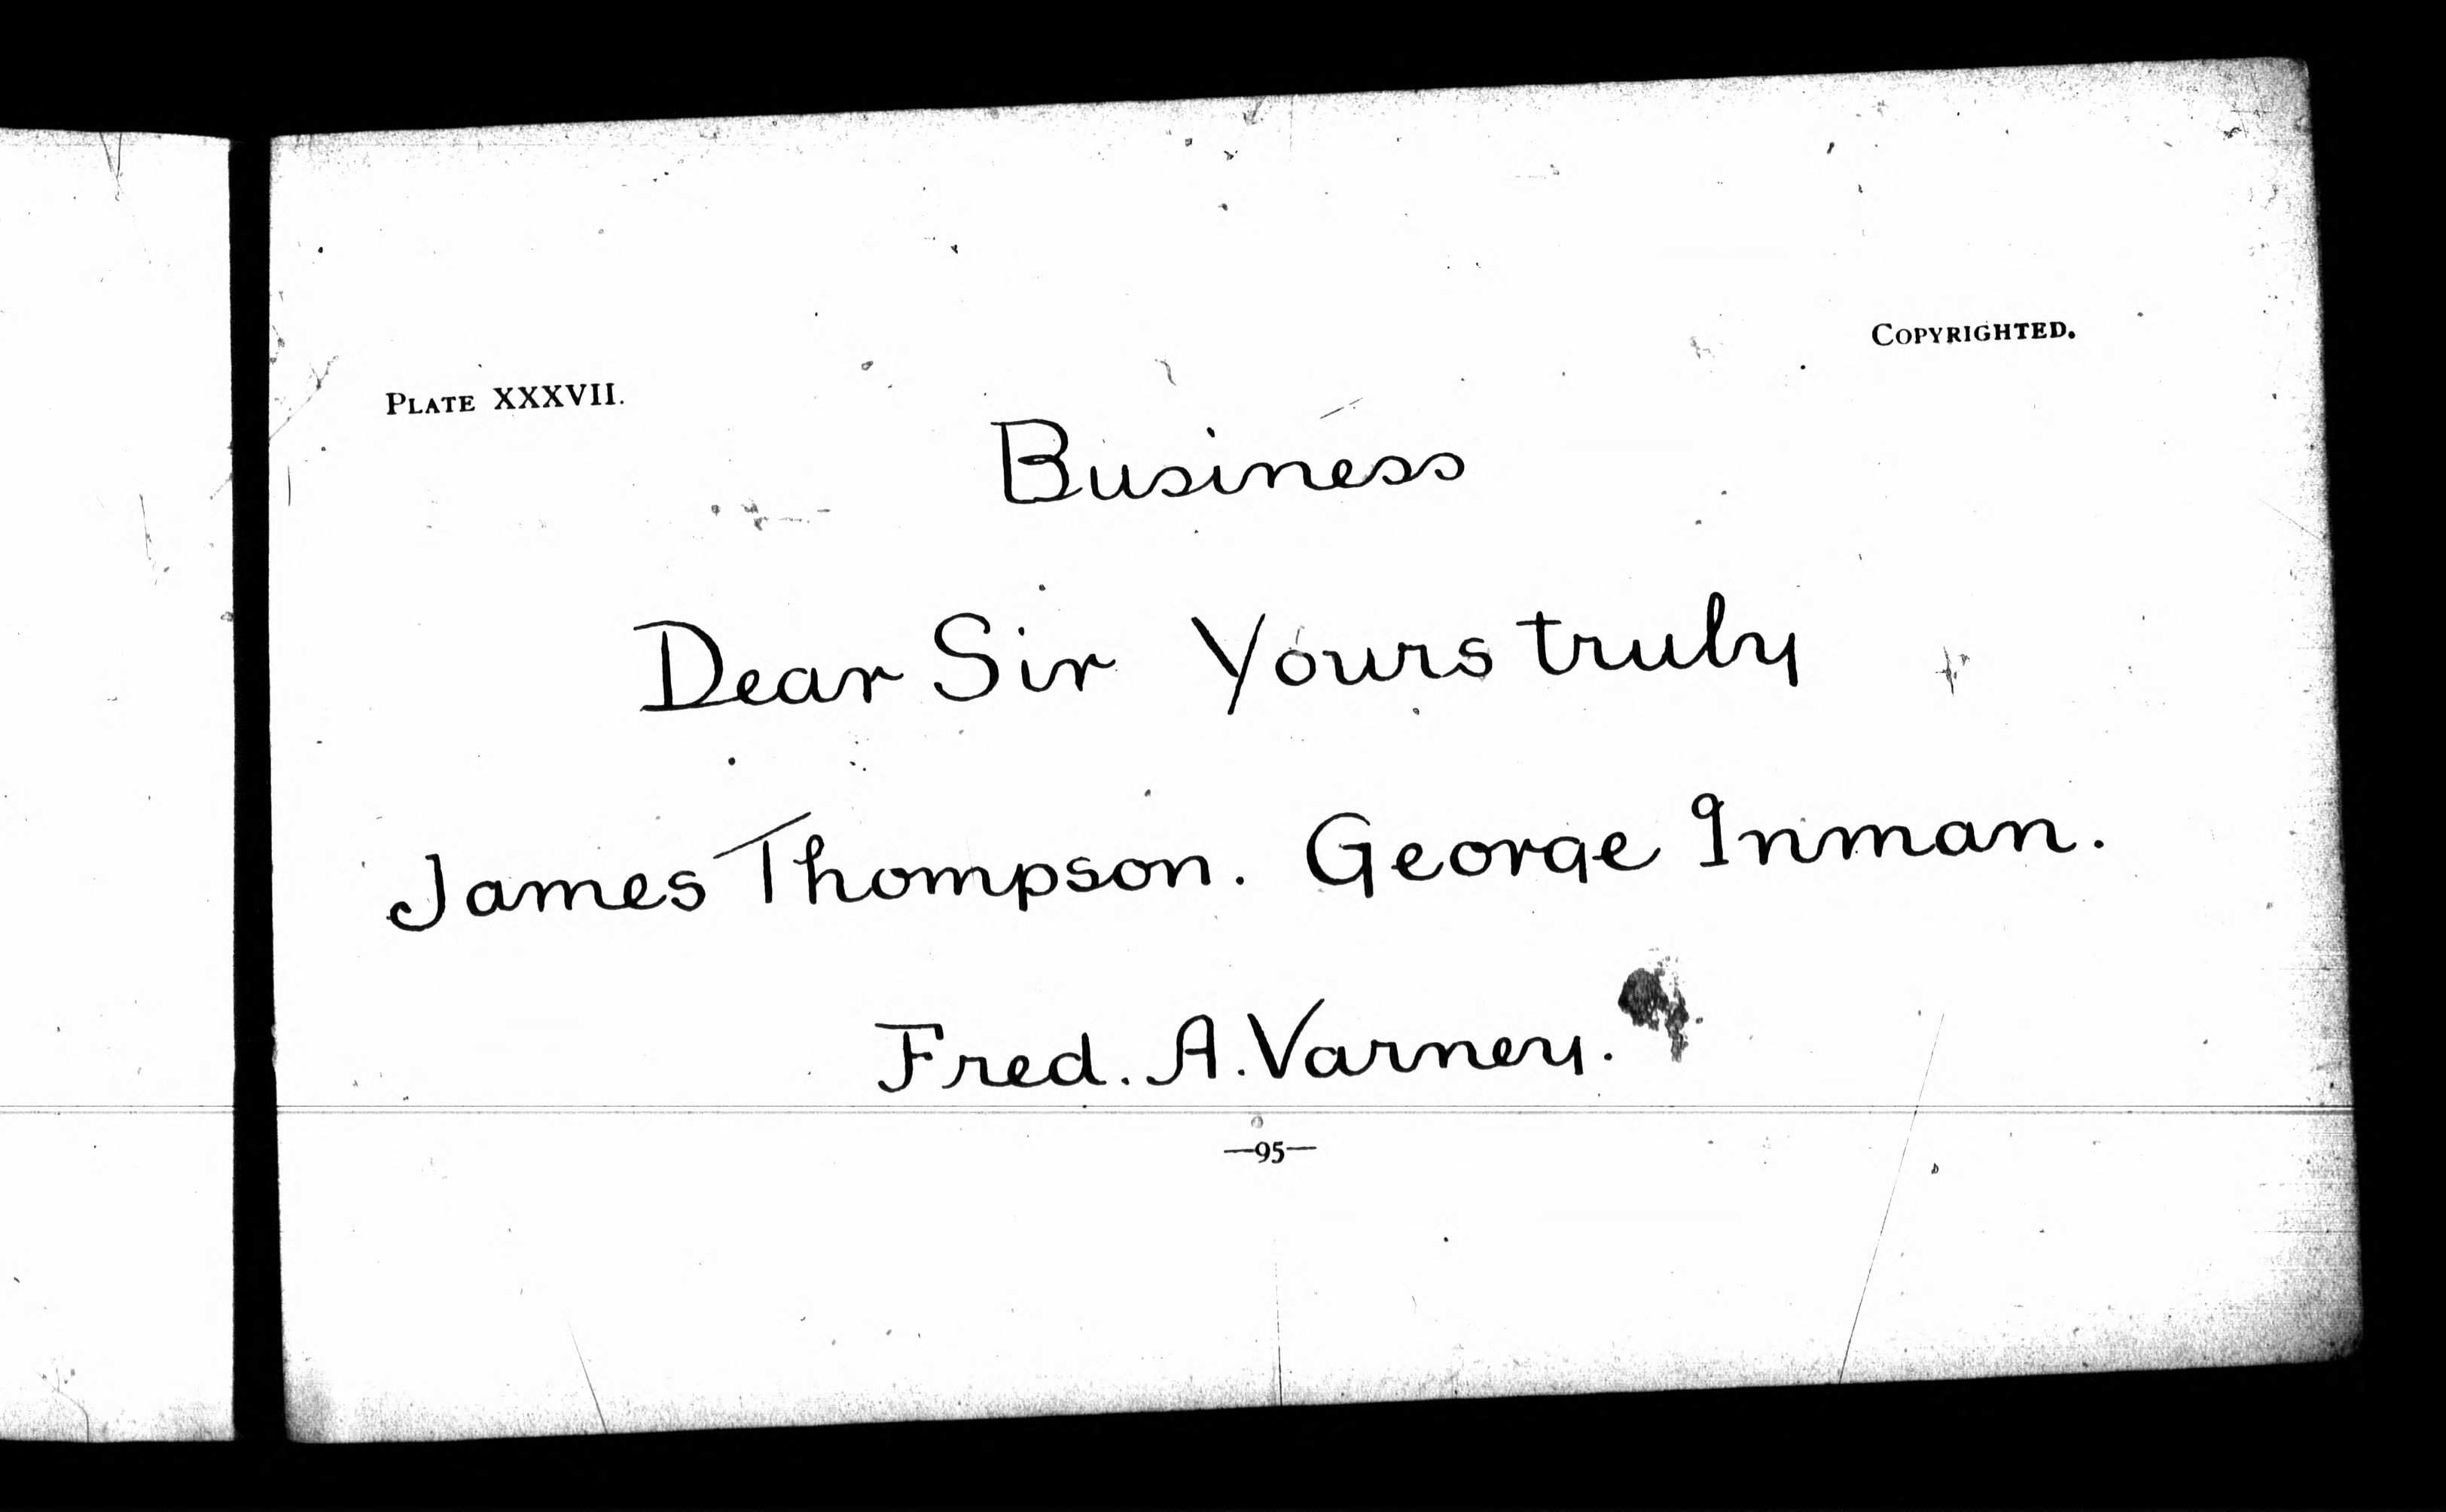 COPYRIGHTED.
PLATE XXXVII.
Business
Dear Sir Yours truly
James Thompson. George Inman.
Fred. A. Varney.
—95—